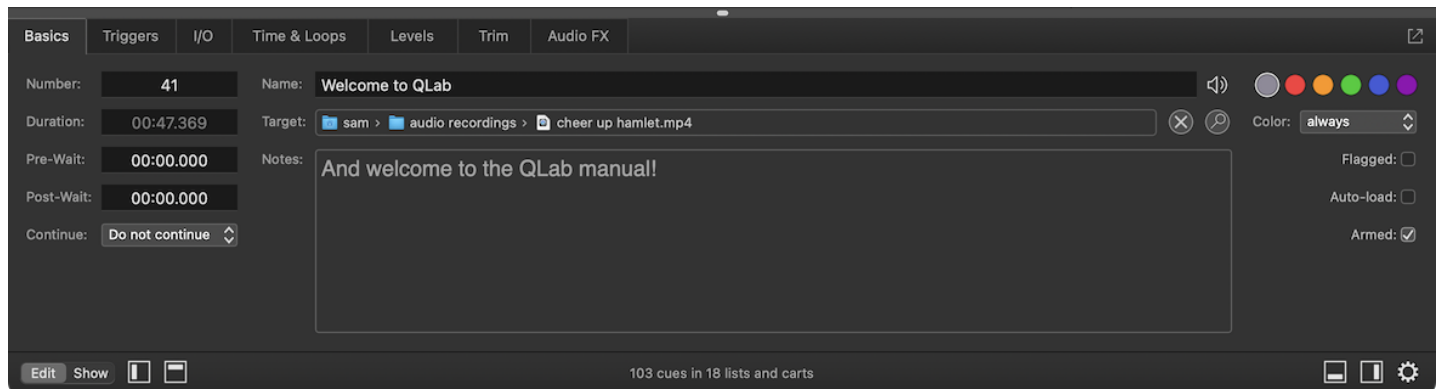 Basics Triggers I/O Time & Loops Levels Trim Audio FX
Number: 41 Name: Welcome to QLab
Duration: 00:47.369 Target: sam › audio recordings › cheer up hamlet.mp4 Color: always
Pre-Wait: 00:00.000 Notes: And welcome to the QLab manual! Flagged:
Post-Wait: 00:00.000 Auto-load:
Continue: Do not continue Armed:
Edit Show 103 cues in 18 lists and carts